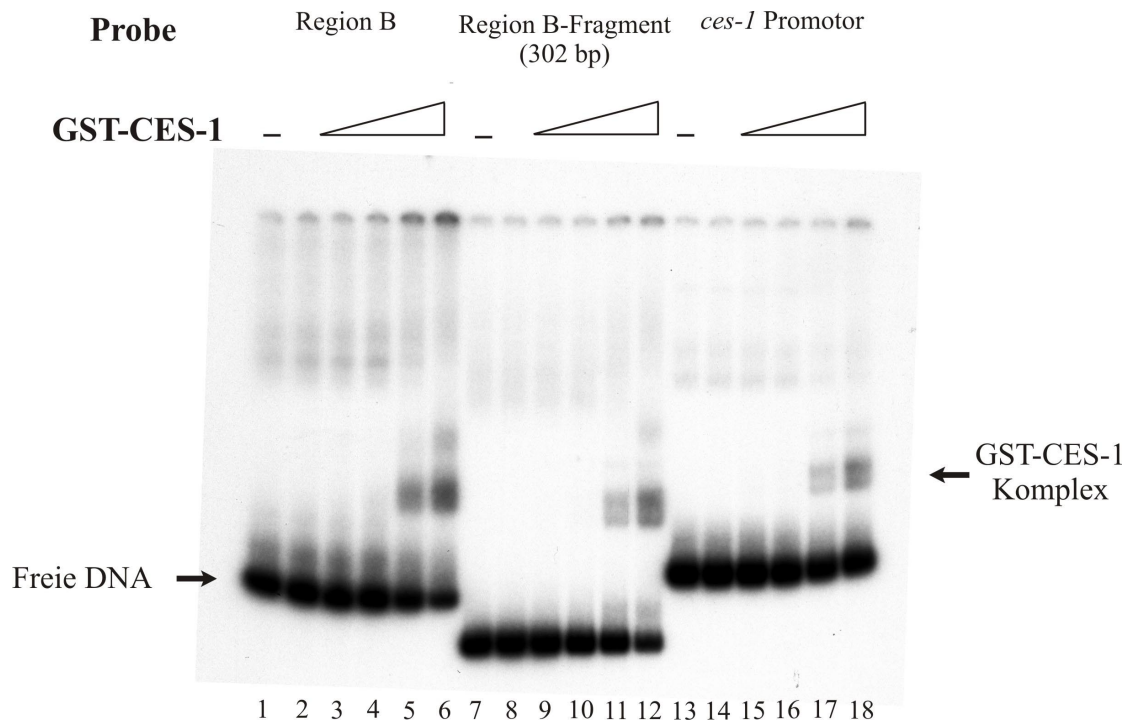 Probe
Region B
Region B-Fragment
(302 bp)
ces-1 Promotor
GST-CES-1
– – –
GST-CES-1
Komplex
Freie DNA
1 2 3 4 5 6 7 8 9 10 11 12 13 14 15 16 17 18